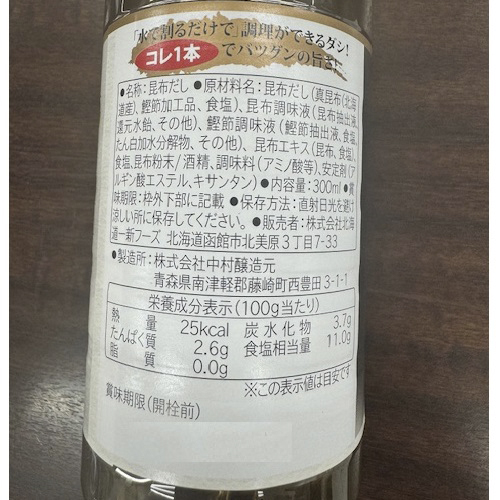 「水で割るだけで」調理ができるダシ!
コレ1本 でバツグンの旨さ!
●名称:昆布だし ●原材料名:昆布だし(真昆布(北海
道産)、鰹節加工品、食塩)、昆布調味液(昆布抽出液、
還元水飴、その他)、鰹節調味液(鰹節抽出液、食塩、
たん白加水分解物、その他)、昆布エキス(昆布、食塩)、
食塩、昆布粉末/酒精、調味料(アミノ酸等)、安定剤(ア
ルギン酸エステル、キサンタン) ●内容量:300ml ●賞
味期限:枠外下部に記載 ●保存方法:直射日光を避け
涼しい所に保存してください。 ●販売者:株式会社北海
道一新フーズ 北海道函館市北美原3丁目7-33
●製造所:株式会社中村醸造元
青森県南津軽郡藤崎町西豊田3-1-1
栄養成分表示(100g当たり)
熱量 25kcal 炭水化物 3.7g
たんぱく質 2.6g 食塩相当量 11.0g
脂質 0.0g
※この表示値は目安です
賞味期限(開栓前)